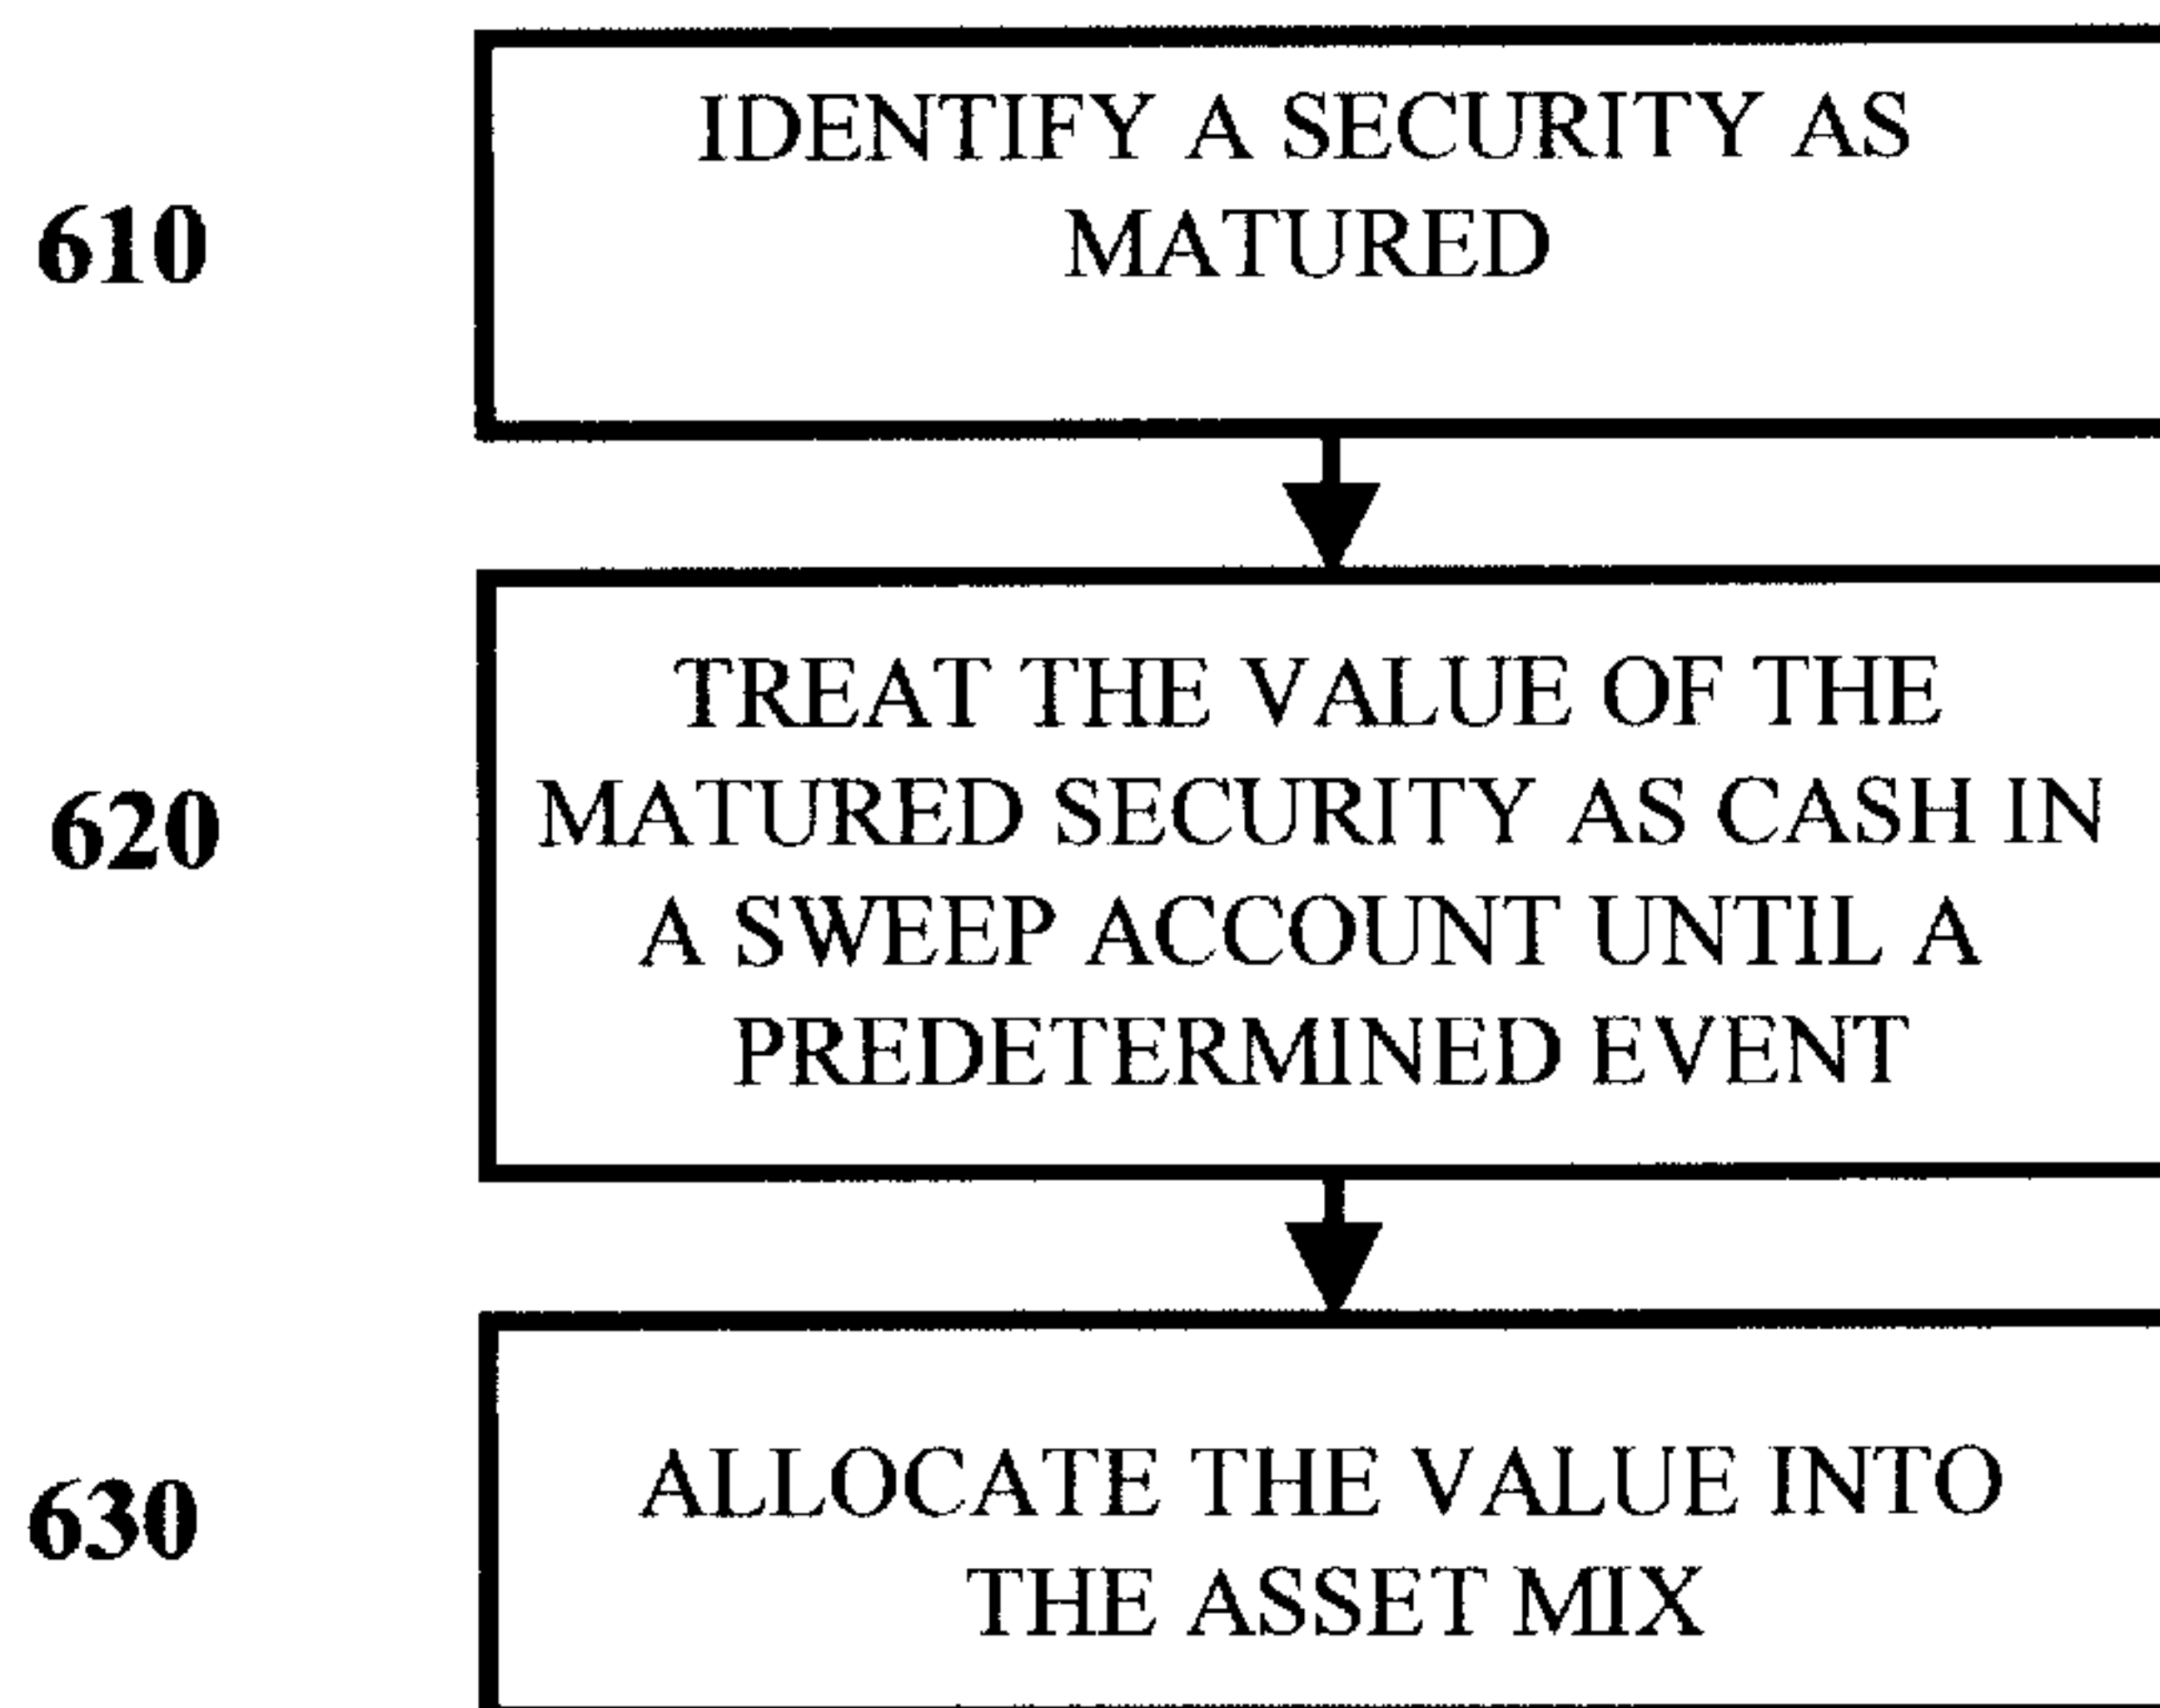 IDENTIFY A SECURITY AS
MATURED
610
TREAT THE VALUE OF THE
MATURED SECURITY AS CASH IN
A SWEEP ACCOUNT UNTIL A
PREDETERMINED EVENT
620
ALLOCATE THE VALUE INTO
THE ASSET MIX
630